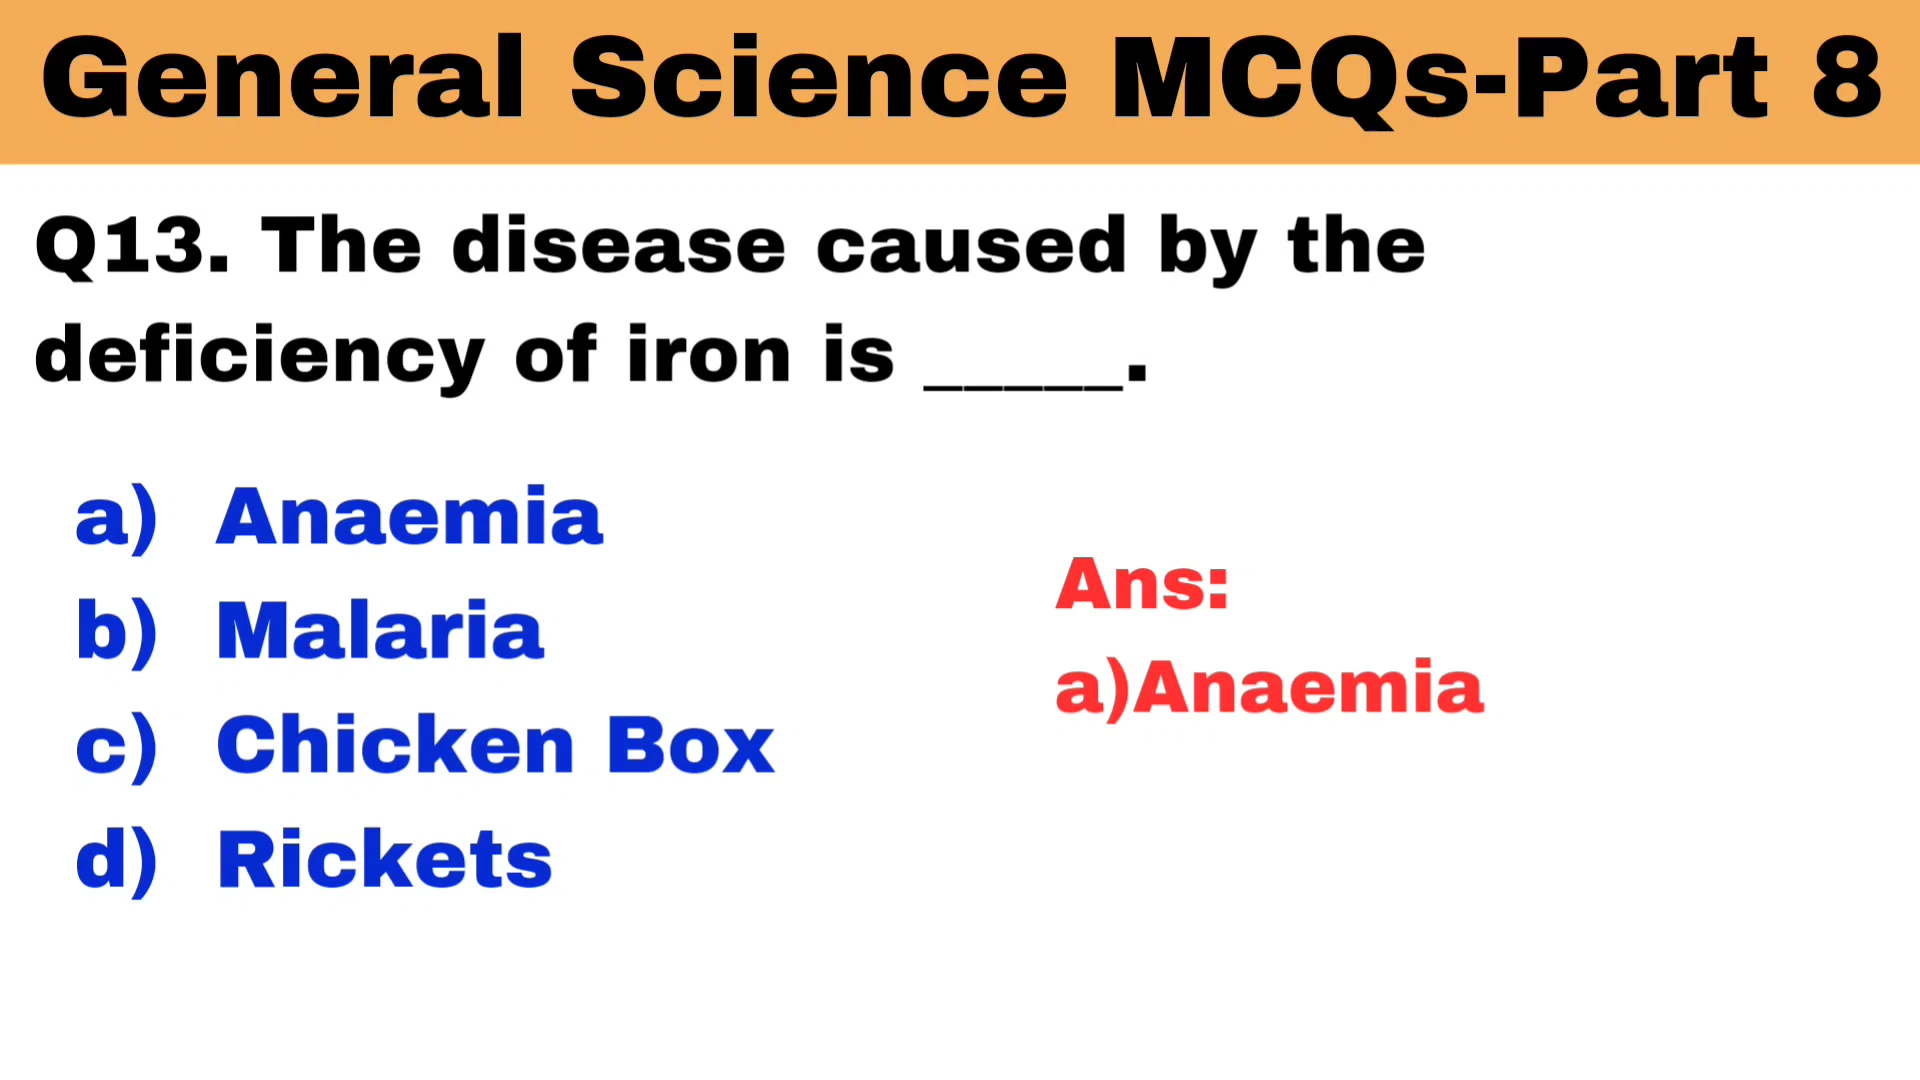 General Science MCQs-Part 8
Q13. The disease caused by the
deficiency of iron is _____.
a) Anaemia
b) Malaria
c) Chicken Box
d) Rickets
Ans:
a)Anaemia